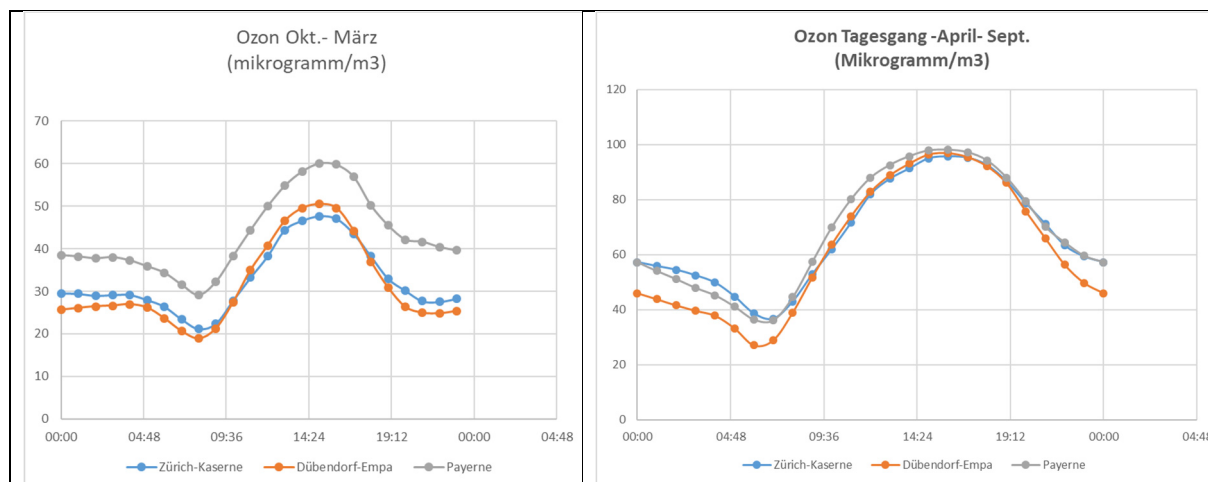 Ozon Okt.- März
(mikrogramm/m3)
70
60
50
40
30
20
10
0
00:00 04:48 09:36 14:24 19:12 00:00 04:48
Zürich-Kaserne Dübendorf-Empa Payerne
Ozon Tagesgang -April- Sept.
(Mikrogramm/m3)
120
100
80
60
40
20
0
00:00 04:48 09:36 14:24 19:12 00:00 04:48
Zürich-Kaserne Dübendorf-Empa Payerne